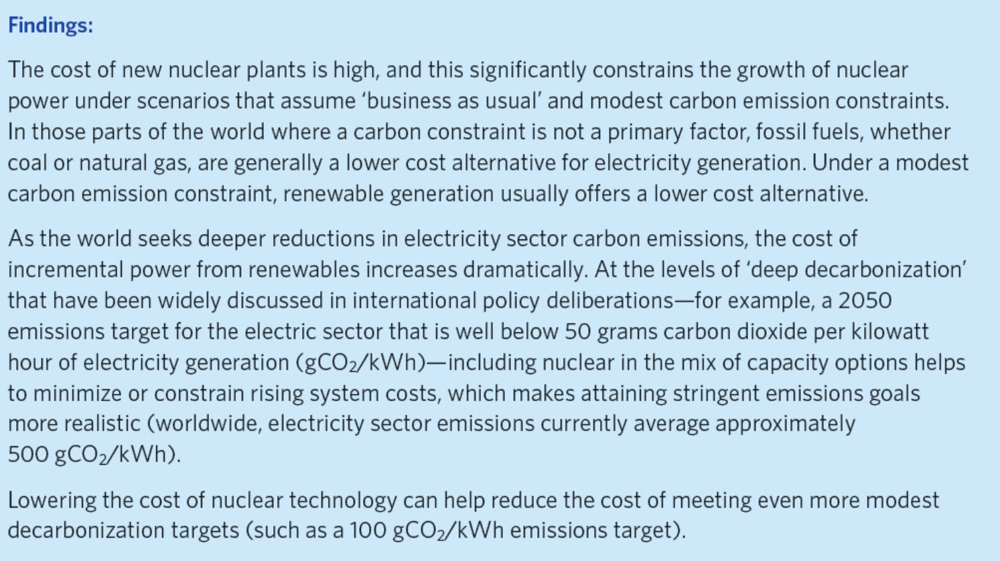 Findings:
The cost of new nuclear plants is high, and this significantly constrains the growth of nuclear
power under scenarios that assume ‘business as usual’ and modest carbon emission constraints.
In those parts of the world where a carbon constraint is not a primary factor, fossil fuels, whether
coal or natural gas, are generally a lower cost alternative for electricity generation. Under a modest
carbon emission constraint, renewable generation usually offers a lower cost alternative.
As the world seeks deeper reductions in electricity sector carbon emissions, the cost of
incremental power from renewables increases dramatically. At the levels of ‘deep decarbonization’
that have been widely discussed in international policy deliberations—for example, a 2050
emissions target for the electric sector that is well below 50 grams carbon dioxide per kilowatt
hour of electricity generation (gCO₂/kWh)—including nuclear in the mix of capacity options helps
to minimize or constrain rising system costs, which makes attaining stringent emissions goals
more realistic (worldwide, electricity sector emissions currently average approximately
500 gCO₂/kWh).
Lowering the cost of nuclear technology can help reduce the cost of meeting even more modest
decarbonization targets (such as a 100 gCO₂/kWh emissions target).